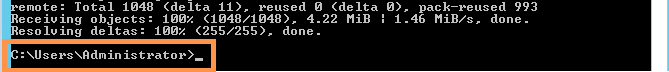 remote: Total 1048 (delta 11), reused 0 (delta 0), pack-reused 993
Receiving objects: 100% (1048/1048), 4.22 MiB | 1.46 MiB/s, done.
Resolving deltas: 100% (255/255), done.
C:\Users\Administrator>_